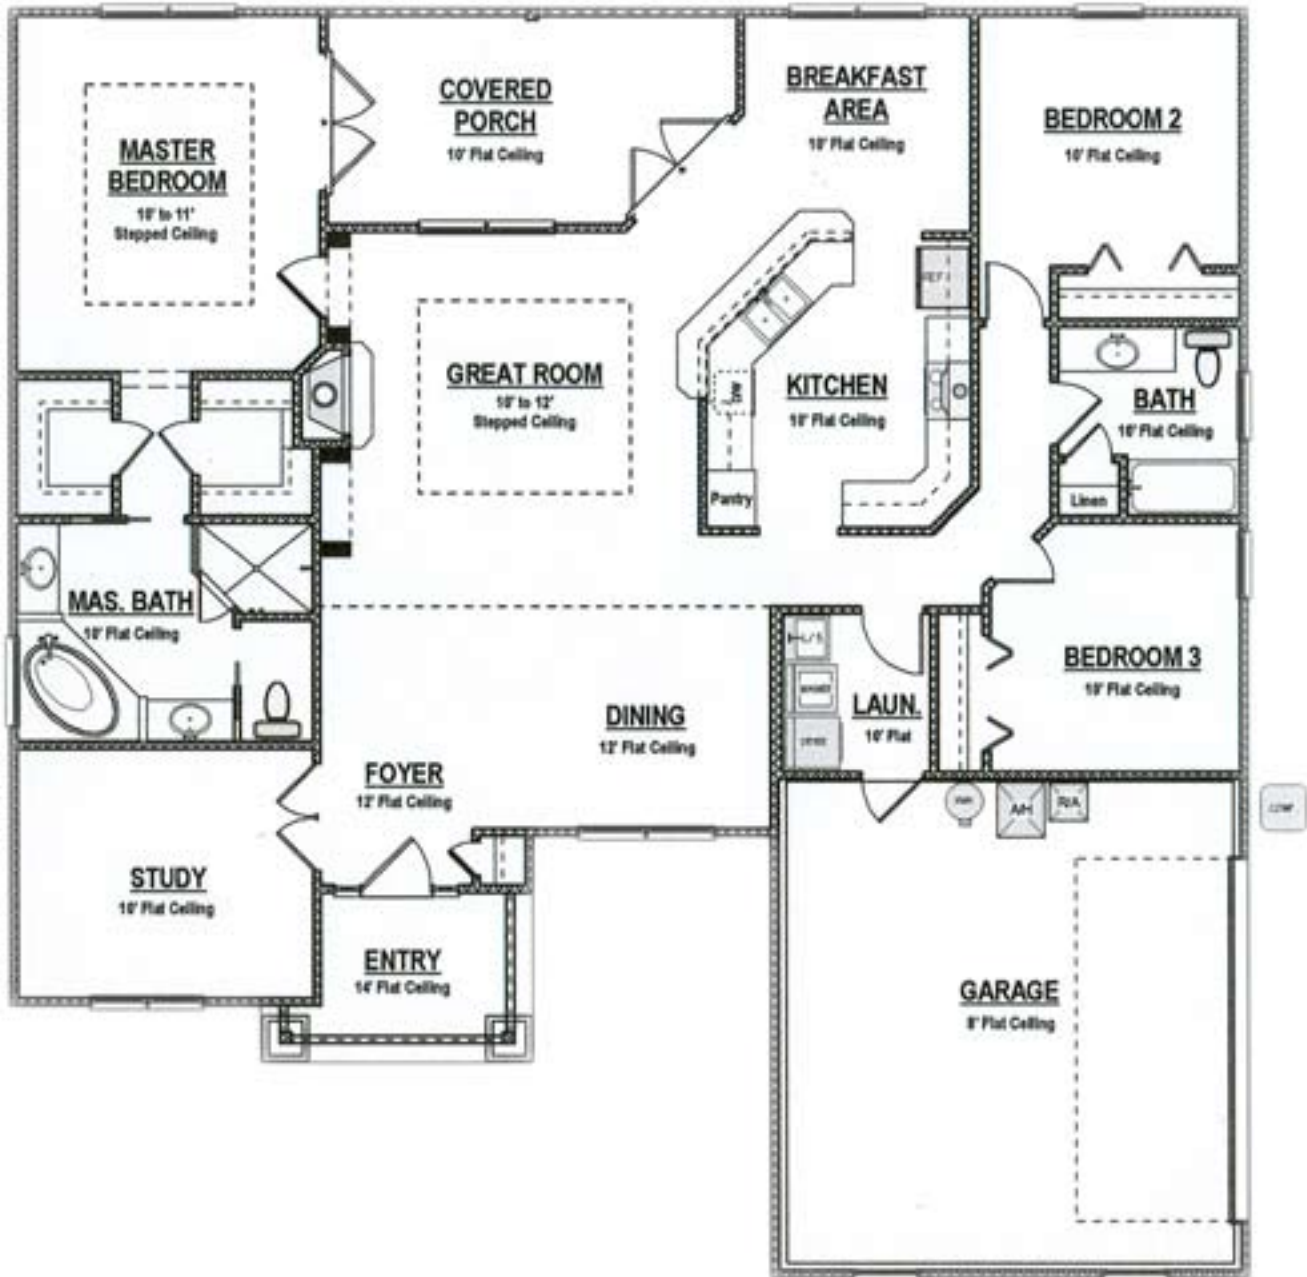 MASTER
BEDROOM
10' to 11'
Stepped Ceiling
COVERED
PORCH
10' Flat Ceiling
BREAKFAST
AREA
10' Flat Ceiling
BEDROOM 2
10' Flat Ceiling
REF
GREAT ROOM
10' to 12'
Stepped Ceiling
DW
KITCHEN
10' Flat Ceiling
BATH
10' Flat Ceiling
Pantry
Linen
MAS. BATH
10' Flat Ceiling
L/S
WASHER
DRYER
LAUN.
10' Flat
BEDROOM 3
10' Flat Ceiling
DINING
12' Flat Ceiling
FOYER
12' Flat Ceiling
A/H
R/A
STUDY
10' Flat Ceiling
ENTRY
14' Flat Ceiling
GARAGE
8' Flat Ceiling